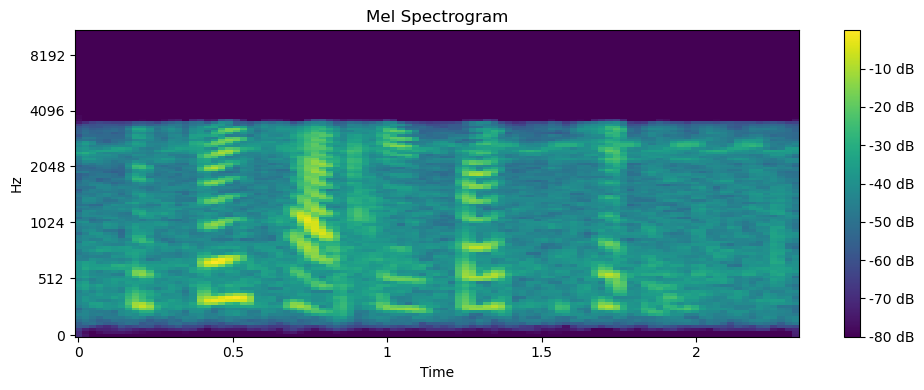 Mel Spectrogram
Hz
8192
4096
2048
1024
512
0
0
0.5
1
1.5
2
Time
-10 dB
-20 dB
-30 dB
-40 dB
-50 dB
-60 dB
-70 dB
-80 dB